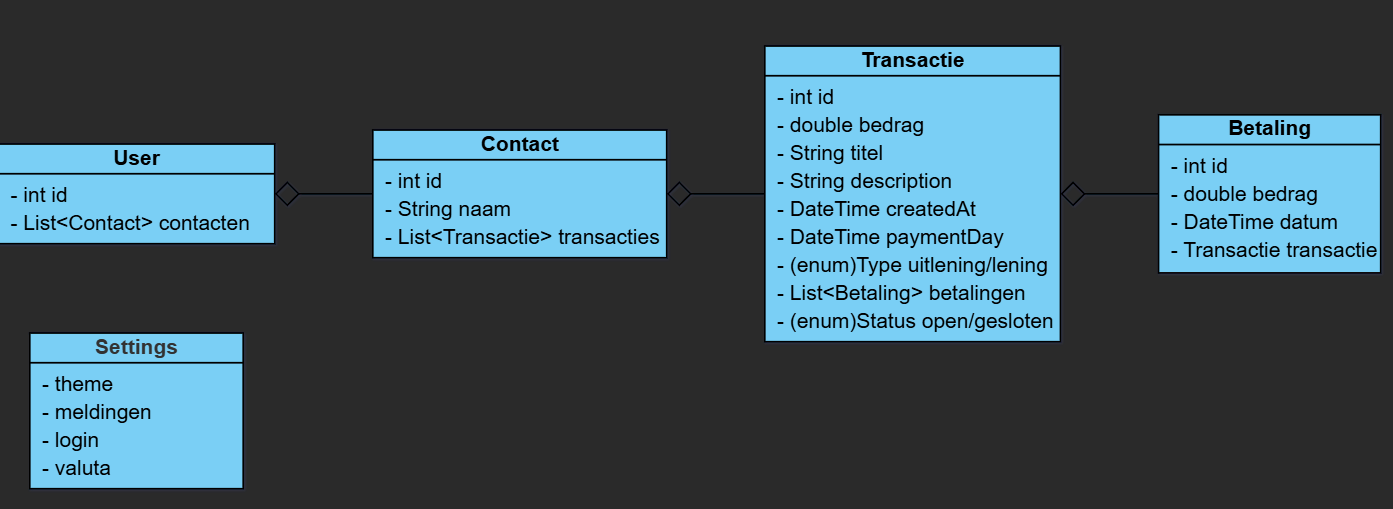 User
- int id
- List<Contact> contacten
Contact
- int id
- String naam
- List<Transactie> transacties
Transactie
- int id
- double bedrag
- String titel
- String description
- DateTime createdAt
- DateTime paymentDay
- (enum)Type uitlening/lening
- List<Betaling> betalingen
- (enum)Status open/gesloten
Betaling
- int id
- double bedrag
- DateTime datum
- Transactie transactie
Settings
- theme
- meldingen
- login
- valuta